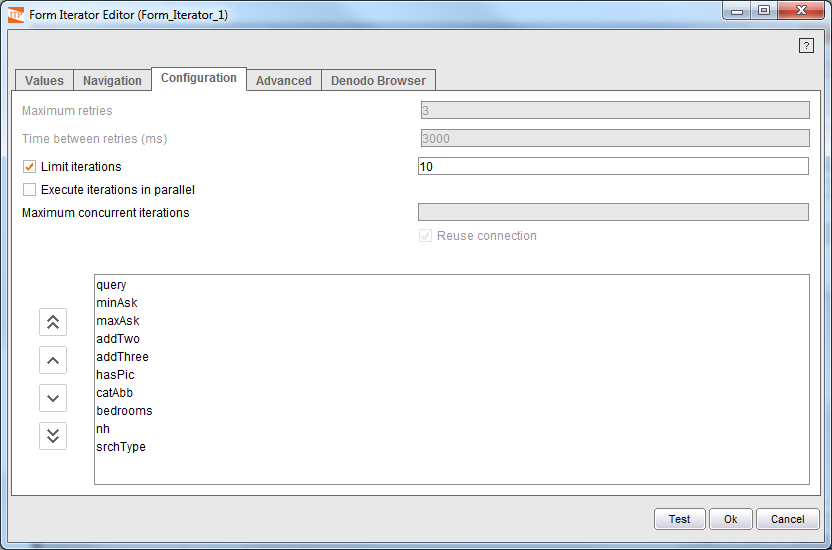 Form Iterator Editor (Form_Iterator_1)
?
Values Navigation Configuration Advanced Denodo Browser
Maximum retries 3
Time between retries (ms) 3000
Limit iterations 10
Execute iterations in parallel
Maximum concurrent iterations
Reuse connection
query
minAsk
maxAsk
addTwo
addThree
hasPic
catAbb
bedrooms
nh
srchType
Test Ok Cancel